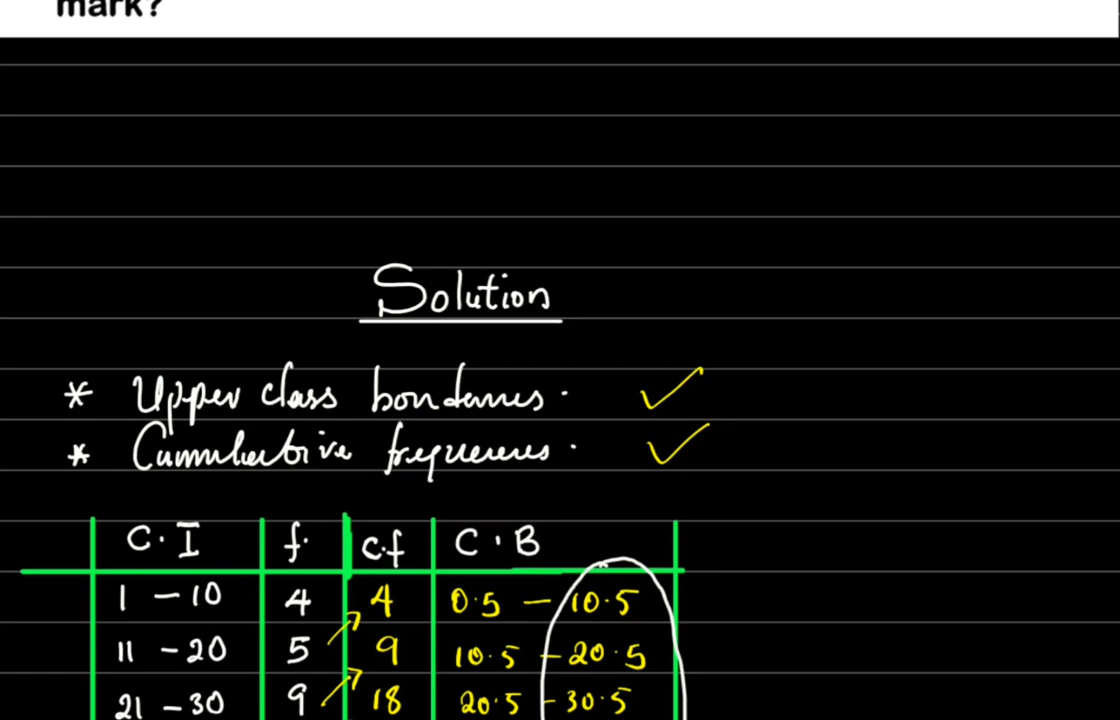 mark?
Solution
* Upper class bondaries.
* Cummulative frequencies.
C.I f. c.f C.B
1 - 10 4 4 0.5 - 10.5
11 - 20 5 9 10.5 - 20.5
21 - 30 9 18 20.5 - 30.5